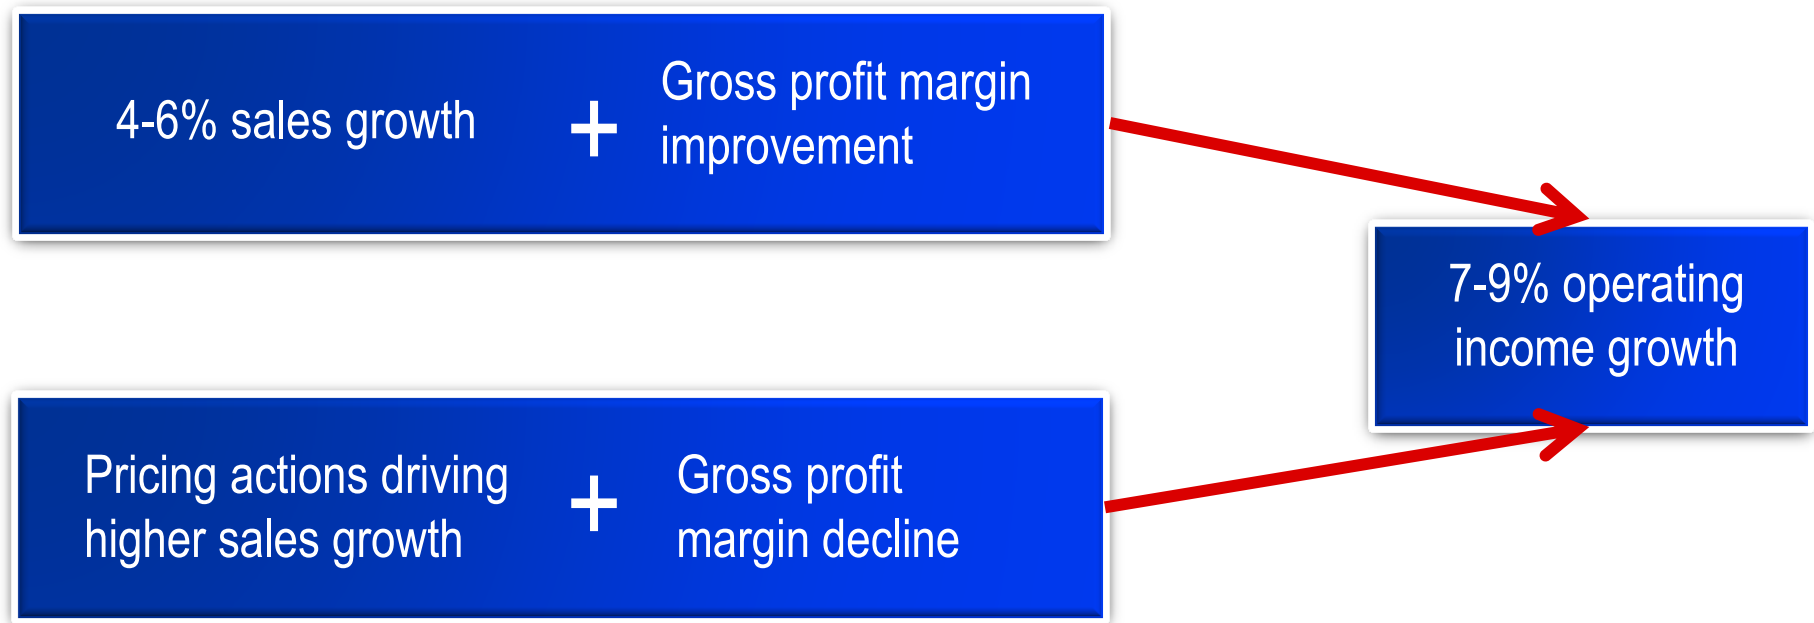 4-6% sales growth
+
Gross profit margin
improvement
7-9% operating
income growth
Pricing actions driving
higher sales growth
+
Gross profit
margin decline